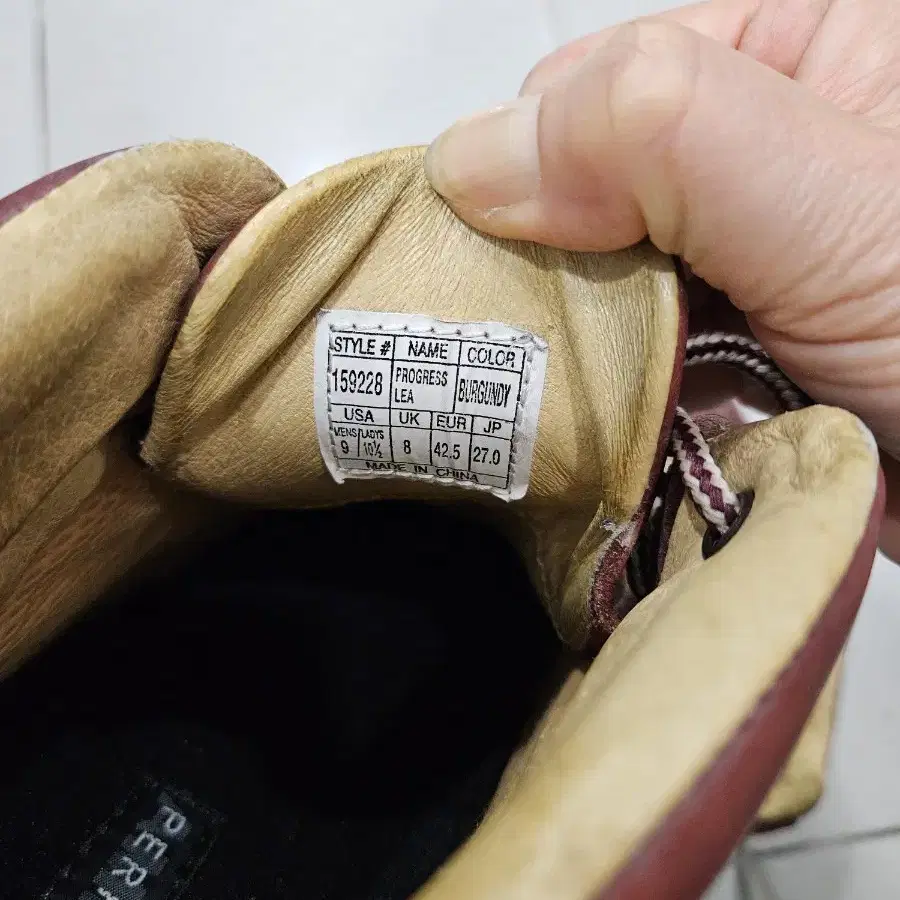 STYLE # NAME COLOR
159228 PROGRESS LEA BURGUNDY
USA UK EUR JP
MENS/LADYS
9/10½ 8 42.5 27.0
MADE IN CHINA